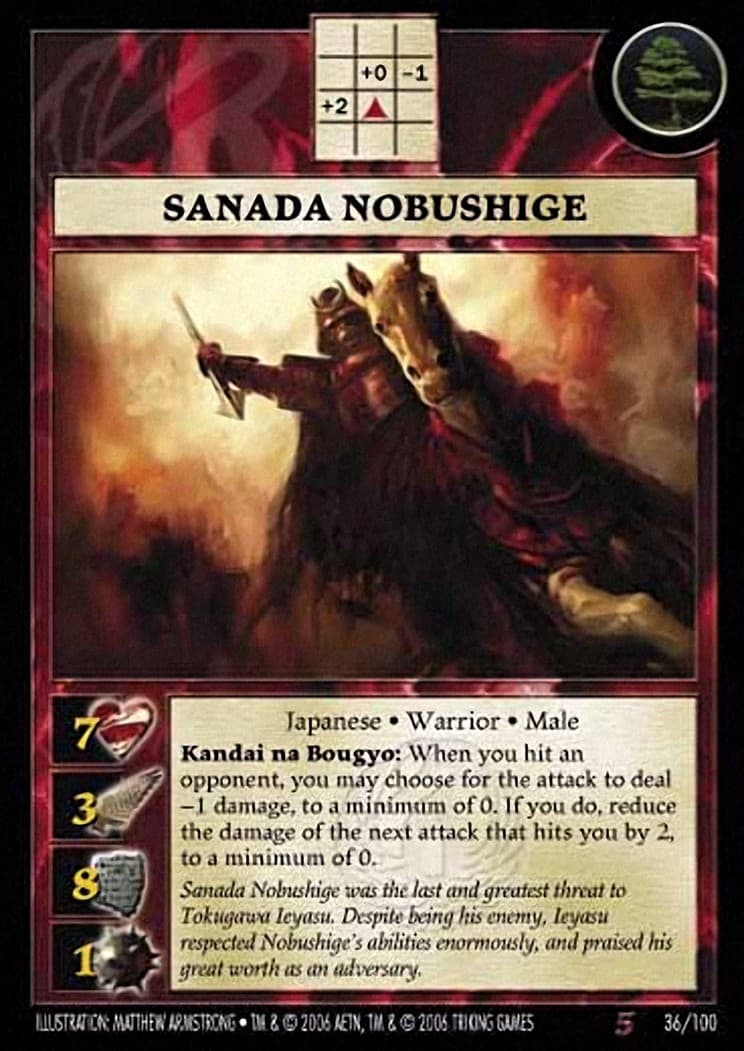 +0 -1
+2
SANADA NOBUSHIGE
7
3
8
1
Japanese • Warrior • Male
Kandai na Bougyo: When you hit an
opponent, you may choose for the attack to deal
–1 damage, to a minimum of 0. If you do, reduce
the damage of the next attack that hits you by 2,
to a minimum of 0.
Sanada Nobushige was the last and greatest threat to
Tokugawa Ieyasu. Despite being his enemy, Ieyasu
respected Nobushige's abilities enormously, and praised his
great worth as an adversary.
ILLUSTRATION: MATTHEW ARMSTRONG • TM & © 2006 AETN, TM & © 2006 TRIKING GAMES 5 36/100